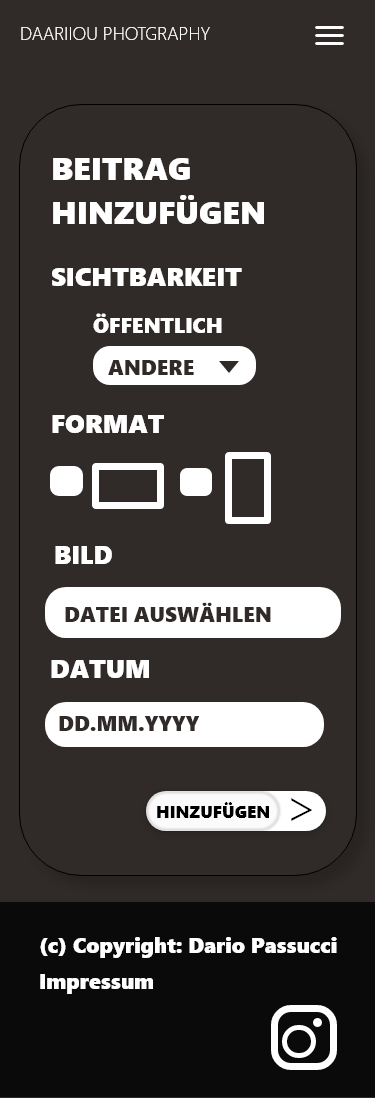 DAARIIOU PHOTGRAPHY
BEITRAG
HINZUFÜGEN
SICHTBARKEIT
ÖFFENTLICH
ANDERE
FORMAT
BILD
DATEI AUSWÄHLEN
DATUM
DD.MM.YYYY
HINZUFÜGEN >
(c) Copyright: Dario Passucci
Impressum